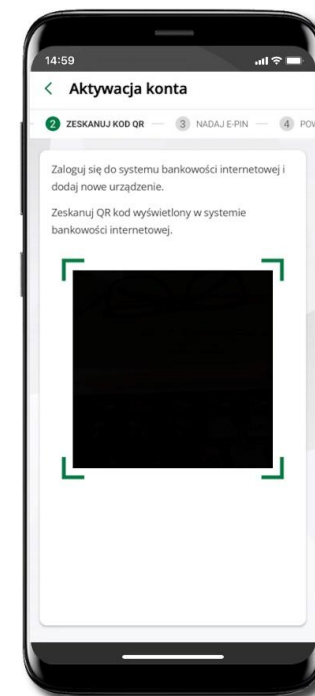 14:59
Aktywacja konta
2 ZESKANUJ KOD QR — 3 NADAJ E-PIN — 4 POW
Zaloguj się do systemu bankowości internetowej i
dodaj nowe urządzenie.
Zeskanuj QR kod wyświetlony w systemie
bankowości internetowej.